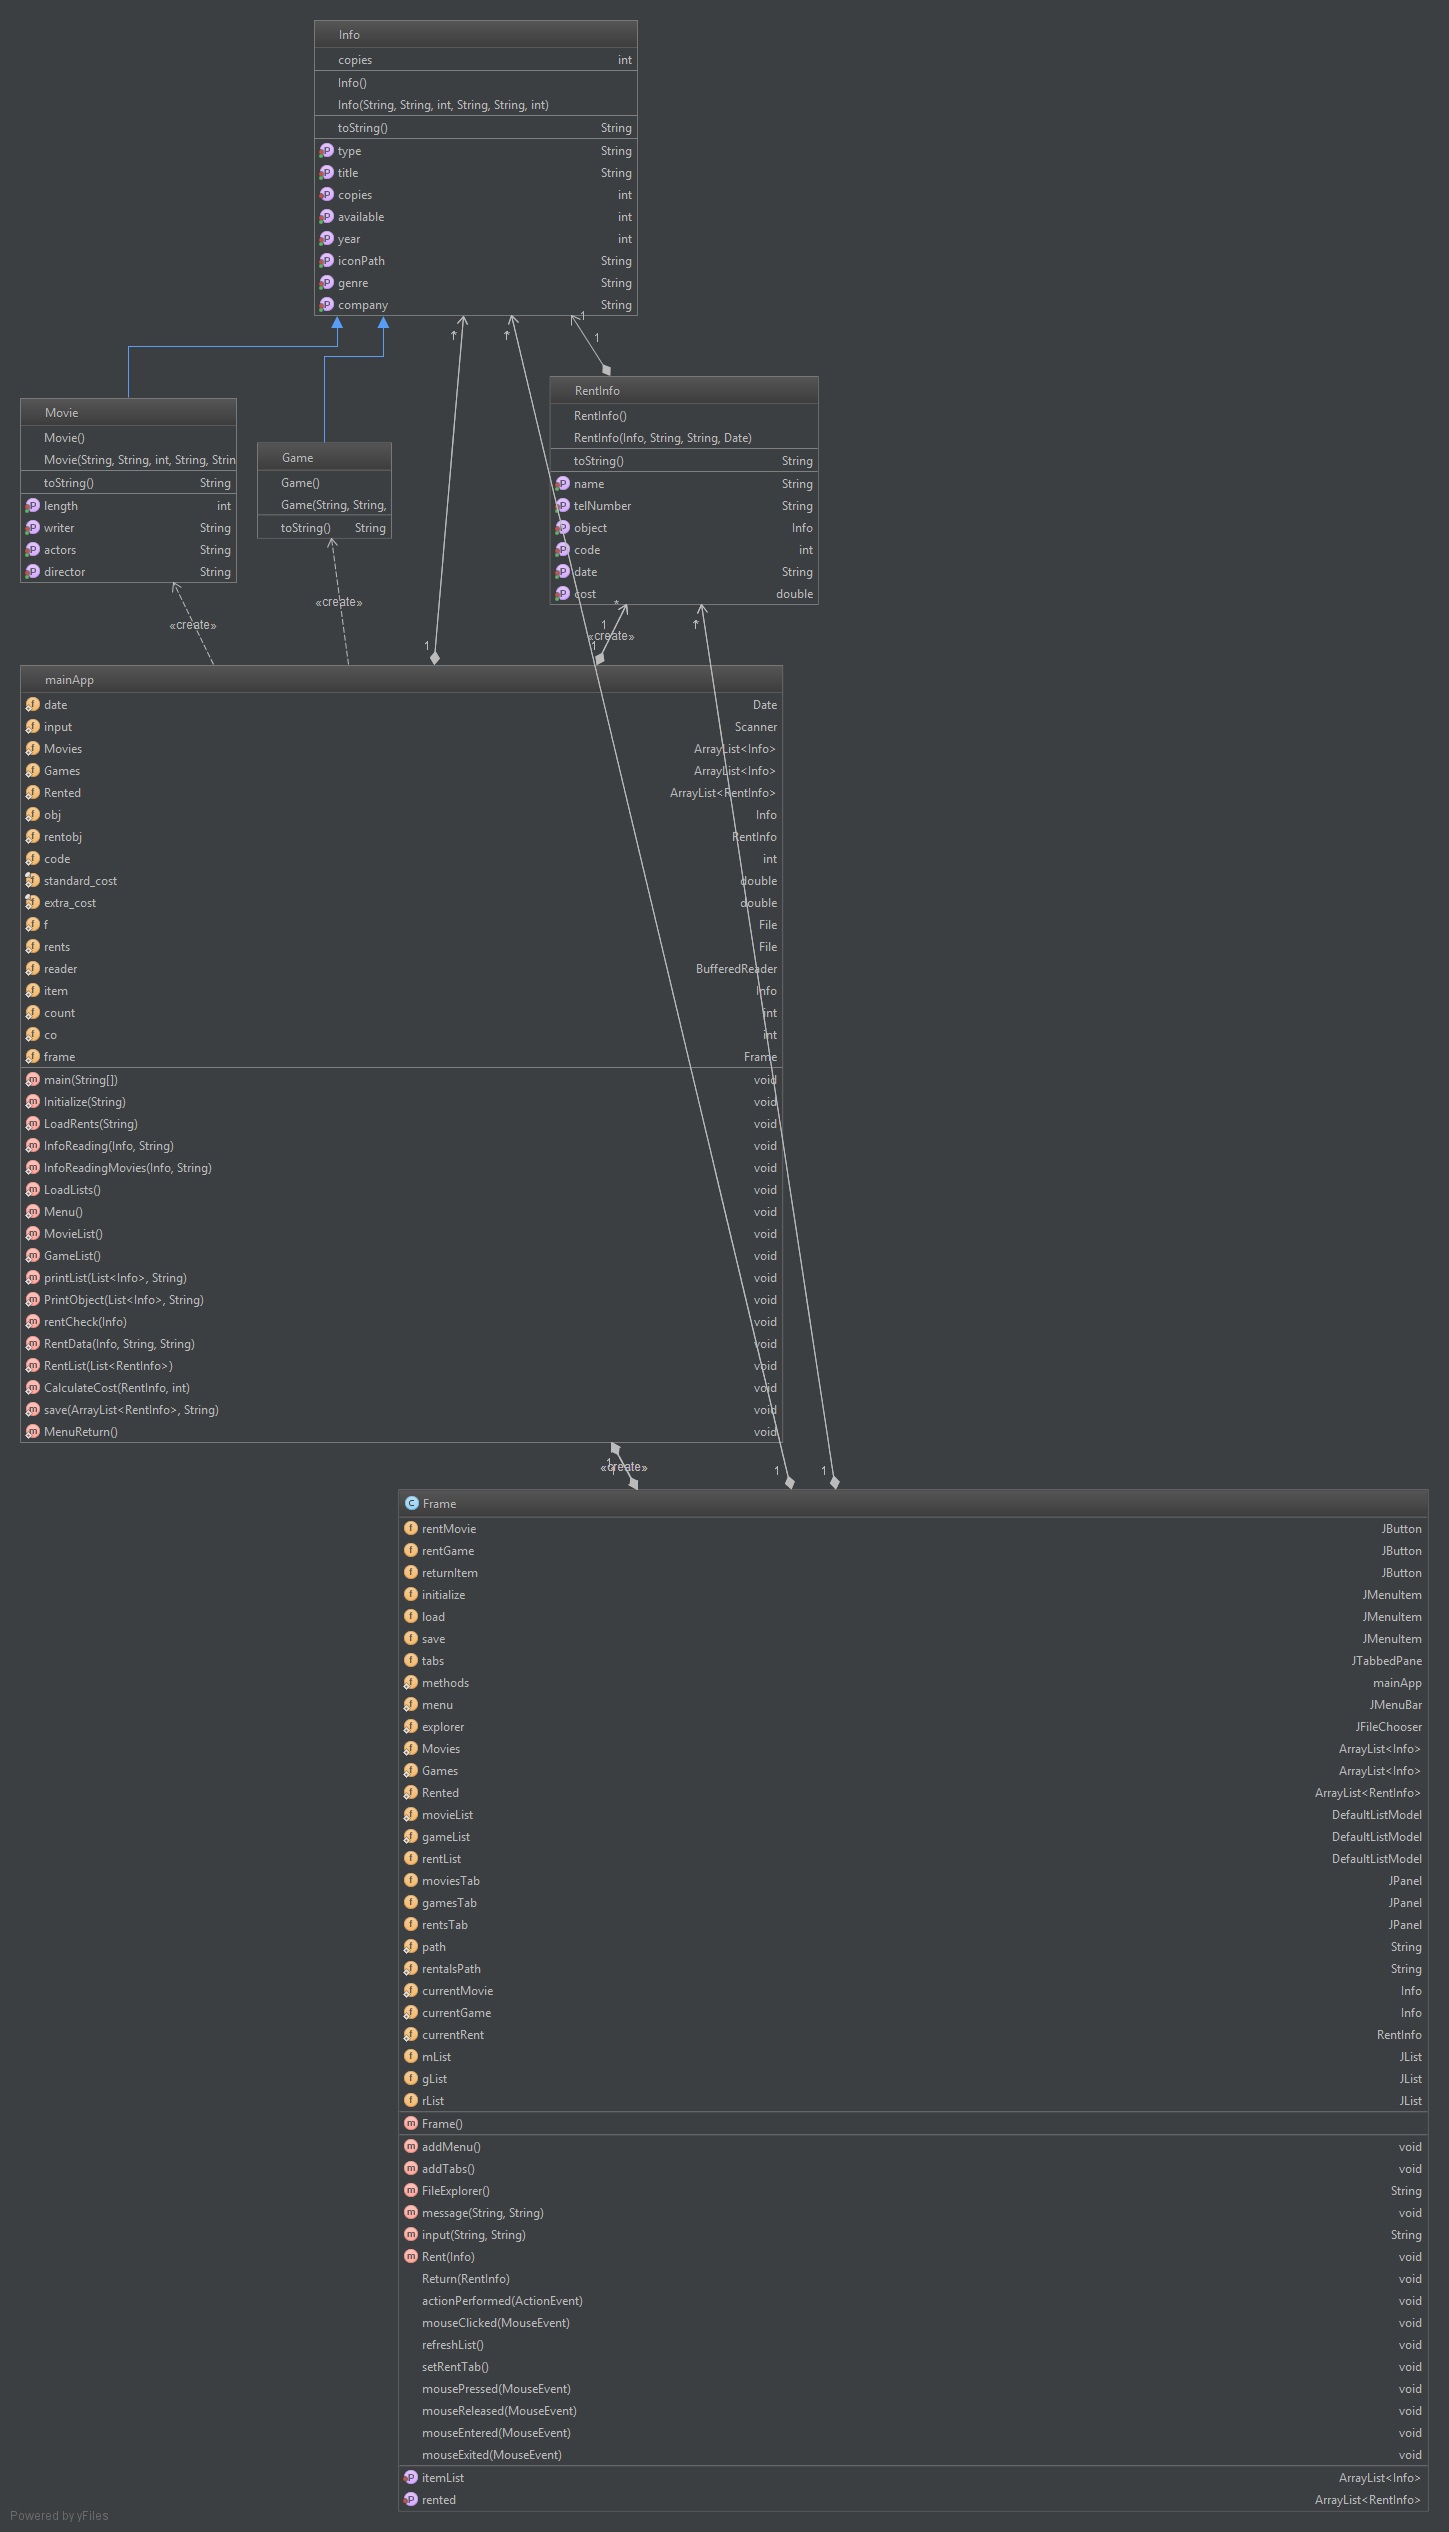 Info
copies int
Info()
Info(String, String, int, String, String, int)
toString() String
type String
title String
copies int
available int
year int
iconPath String
genre String
company String
* * 1
1
RentInfo
RentInfo()
RentInfo(Info, String, String, Date)
toString() String
name String
telNumber String
object Info
code int
date String
cost double
Movie
Movie()
Movie(String, String, int, String, Strin
toString() String
length int
writer String
actors String
director String
Game
Game()
Game(String, String,
toString() String
«create»
«create»
* 1 *
«create»
1 1
mainApp
date Date
input Scanner
Movies ArrayList<Info>
Games ArrayList<Info>
Rented ArrayList<RentInfo>
obj Info
rentobj RentInfo
code int
standard_cost double
extra_cost double
f File
rents File
reader BufferedReader
item Info
count int
co int
frame Frame
main(String[]) void
Initialize(String) void
LoadRents(String) void
InfoReading(Info, String) void
InfoReadingMovies(Info, String) void
LoadLists() void
Menu() void
MovieList() void
GameList() void
printList(List<Info>, String) void
PrintObject(List<Info>, String) void
rentCheck(Info) void
RentData(Info, String, String) void
RentList(List<RentInfo>) void
CalculateCost(RentInfo, int) void
save(ArrayList<RentInfo>, String) void
MenuReturn() void
«create» 1 1
Frame
rentMovie JButton
rentGame JButton
returnItem JButton
initialize JMenuItem
load JMenuItem
save JMenuItem
tabs JTabbedPane
methods mainApp
menu JMenuBar
explorer JFileChooser
Movies ArrayList<Info>
Games ArrayList<Info>
Rented ArrayList<RentInfo>
movieList DefaultListModel
gameList DefaultListModel
rentList DefaultListModel
moviesTab JPanel
gamesTab JPanel
rentsTab JPanel
path String
rentalsPath String
currentMovie Info
currentGame Info
currentRent RentInfo
mList JList
gList JList
rList JList
Frame()
addMenu() void
addTabs() void
FileExplorer() String
message(String, String) void
input(String, String) String
Rent(Info) void
Return(RentInfo) void
actionPerformed(ActionEvent) void
mouseClicked(MouseEvent) void
refreshList() void
setRentTab() void
mousePressed(MouseEvent) void
mouseReleased(MouseEvent) void
mouseEntered(MouseEvent) void
mouseExited(MouseEvent) void
itemList ArrayList<Info>
rented ArrayList<RentInfo>
Powered by yFiles